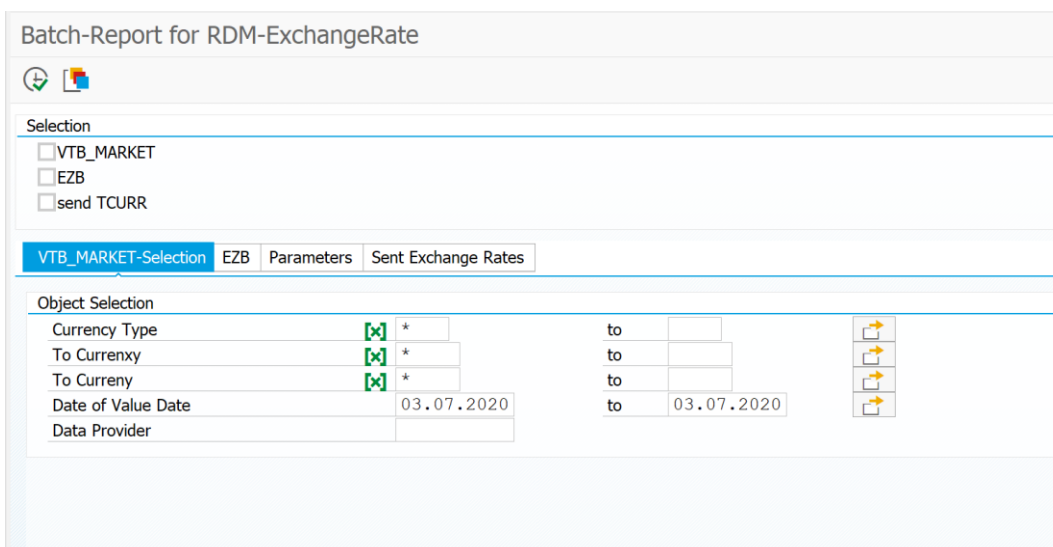 Batch-Report for RDM-ExchangeRate
Selection
VTB_MARKET
EZB
send TCURR
VTB_MARKET-Selection EZB Parameters Sent Exchange Rates
Object Selection
Currency Type [x] * to
To Currenxy [x] * to
To Curreny [x] * to
Date of Value Date 03.07.2020 to 03.07.2020
Data Provider